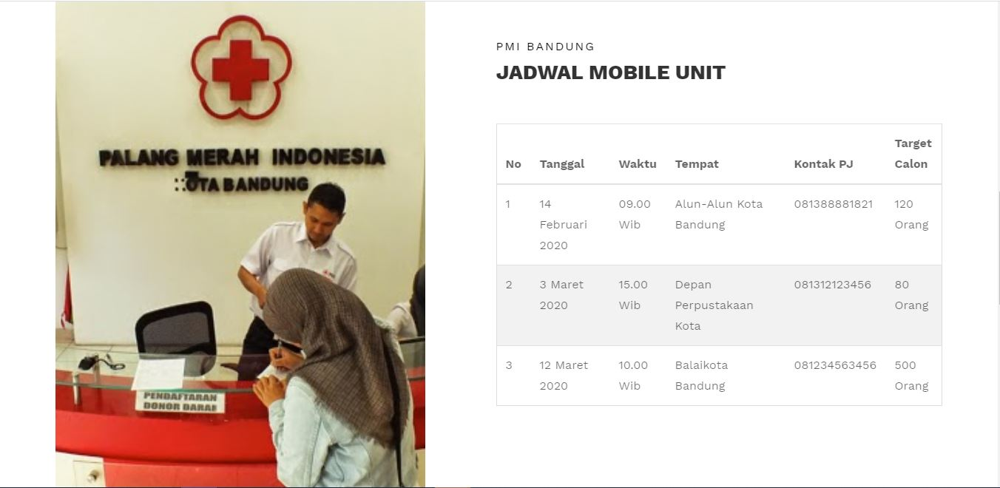 PALANG MERAH INDONESIA
OTA BANDUNG
PENDAFTARAN
DONOR DARAH
PMI BANDUNG
JADWAL MOBILE UNIT
No Tanggal Waktu Tempat Kontak PJ Target Calon
1 14 Februari 2020 09.00 Wib Alun-Alun Kota Bandung 081388881821 120 Orang
2 3 Maret 2020 15.00 Wib Depan Perpustakaan Kota 081312123456 80 Orang
3 12 Maret 2020 10.00 Wib Balaikota Bandung 081234563456 500 Orang